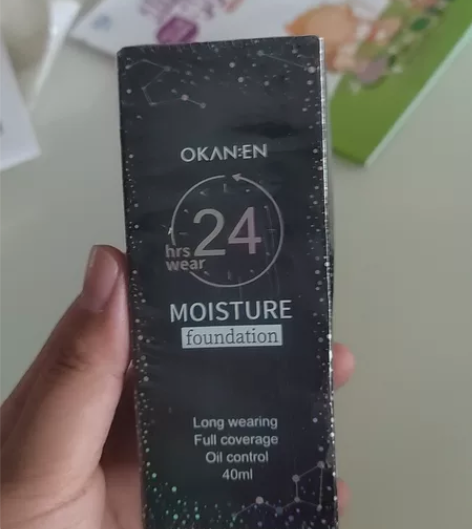 OKAN:EN
24
hrs
wear
MOISTURE
foundation
Long wearing
Full coverage
Oil control
40ml